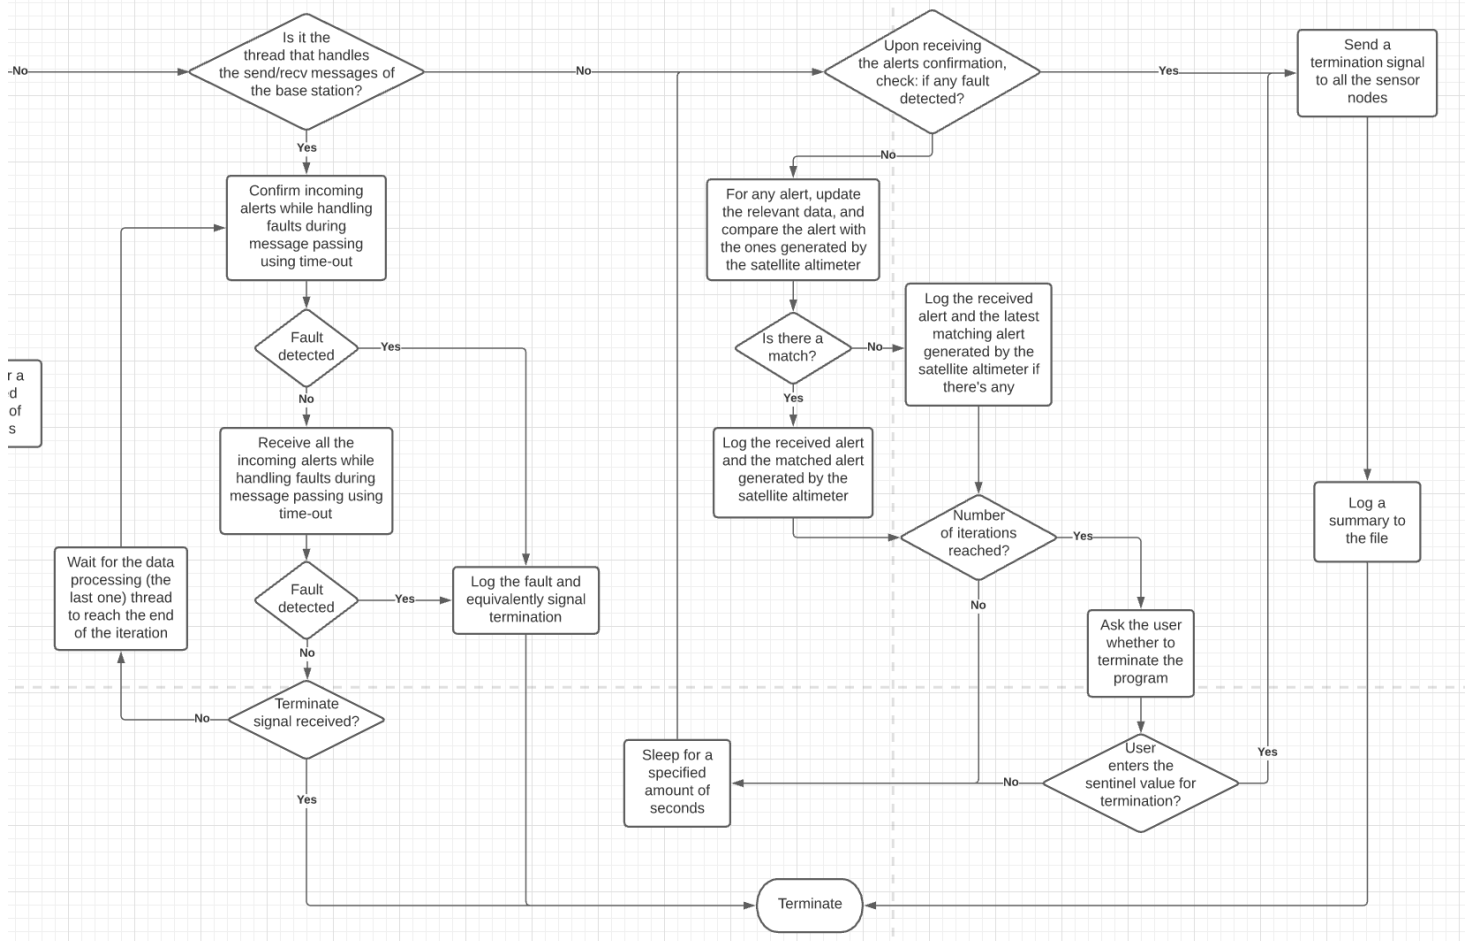 No
Is it the
thread that handles
the send/recv messages of
the base station?
No
Upon receiving
the alerts confirmation,
check: if any fault
detected?
Yes
Send a
termination signal
to all the sensor
nodes
Yes
Confirm incoming
alerts while handling
faults during
message passing
using time-out
No
For any alert, update
the relevant data, and
compare the alert with
the ones generated by
the satellite altimeter
Fault
detected
Yes
Is there a
match?
No
Log the received
alert and the latest
matching alert
generated by the
satellite altimeter if
there's any
r a
ed
of
s
No
Yes
Receive all the
incoming alerts while
handling faults during
message passing using
time-out
Log the received alert
and the matched alert
generated by the
satellite altimeter
Number
of iterations
reached?
Yes
Log a
summary to
the file
Wait for the data
processing (the
last one) thread
to reach the end
of the iteration
Fault
detected
Yes
Log the fault and
equivalently signal
termination
No
Ask the user
whether to
terminate the
program
No
Terminate
signal received?
No
Sleep for a
specified
amount of
seconds
No
User
enters the
sentinel value for
termination?
Yes
Yes
Terminate